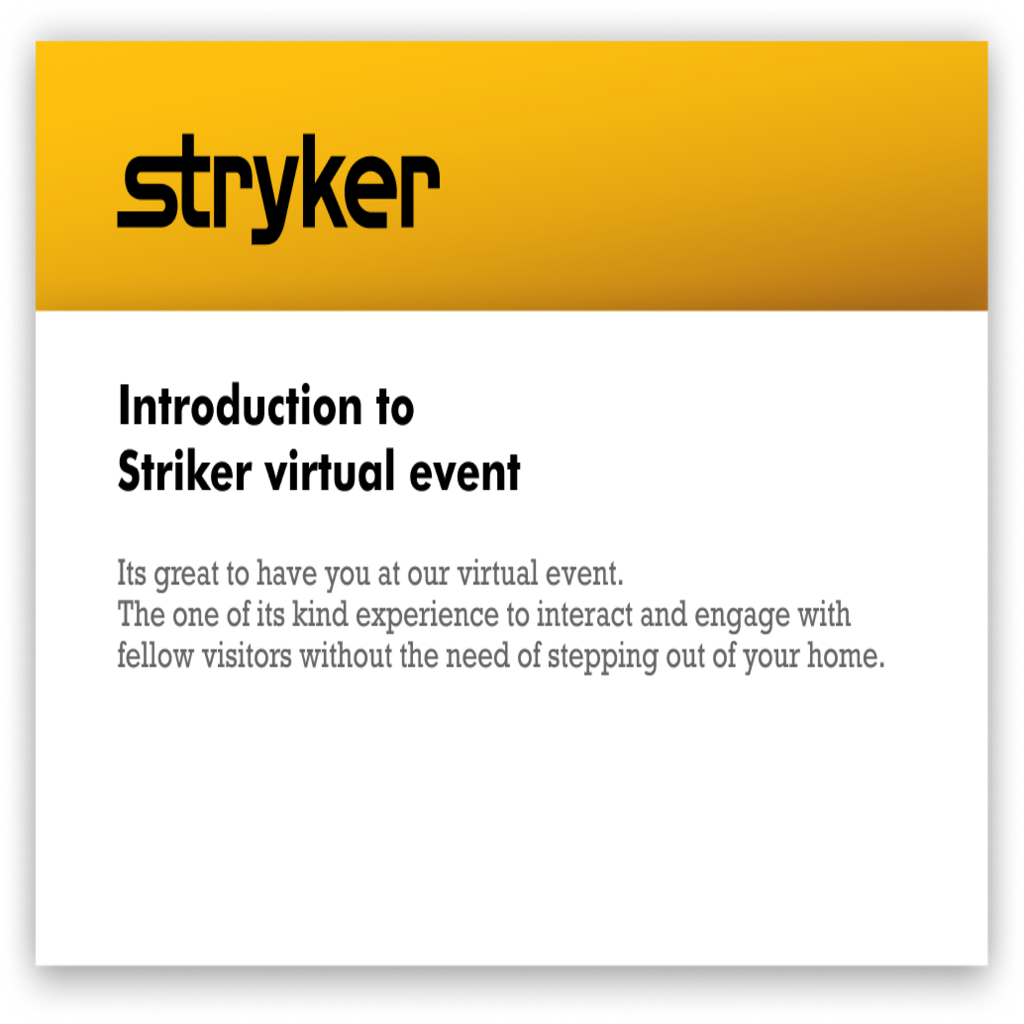 stryker
Introduction to
Striker virtual event
Its great to have you at our virtual event.
The one of its kind experience to interact and engage with
fellow visitors without the need of stepping out of your home.